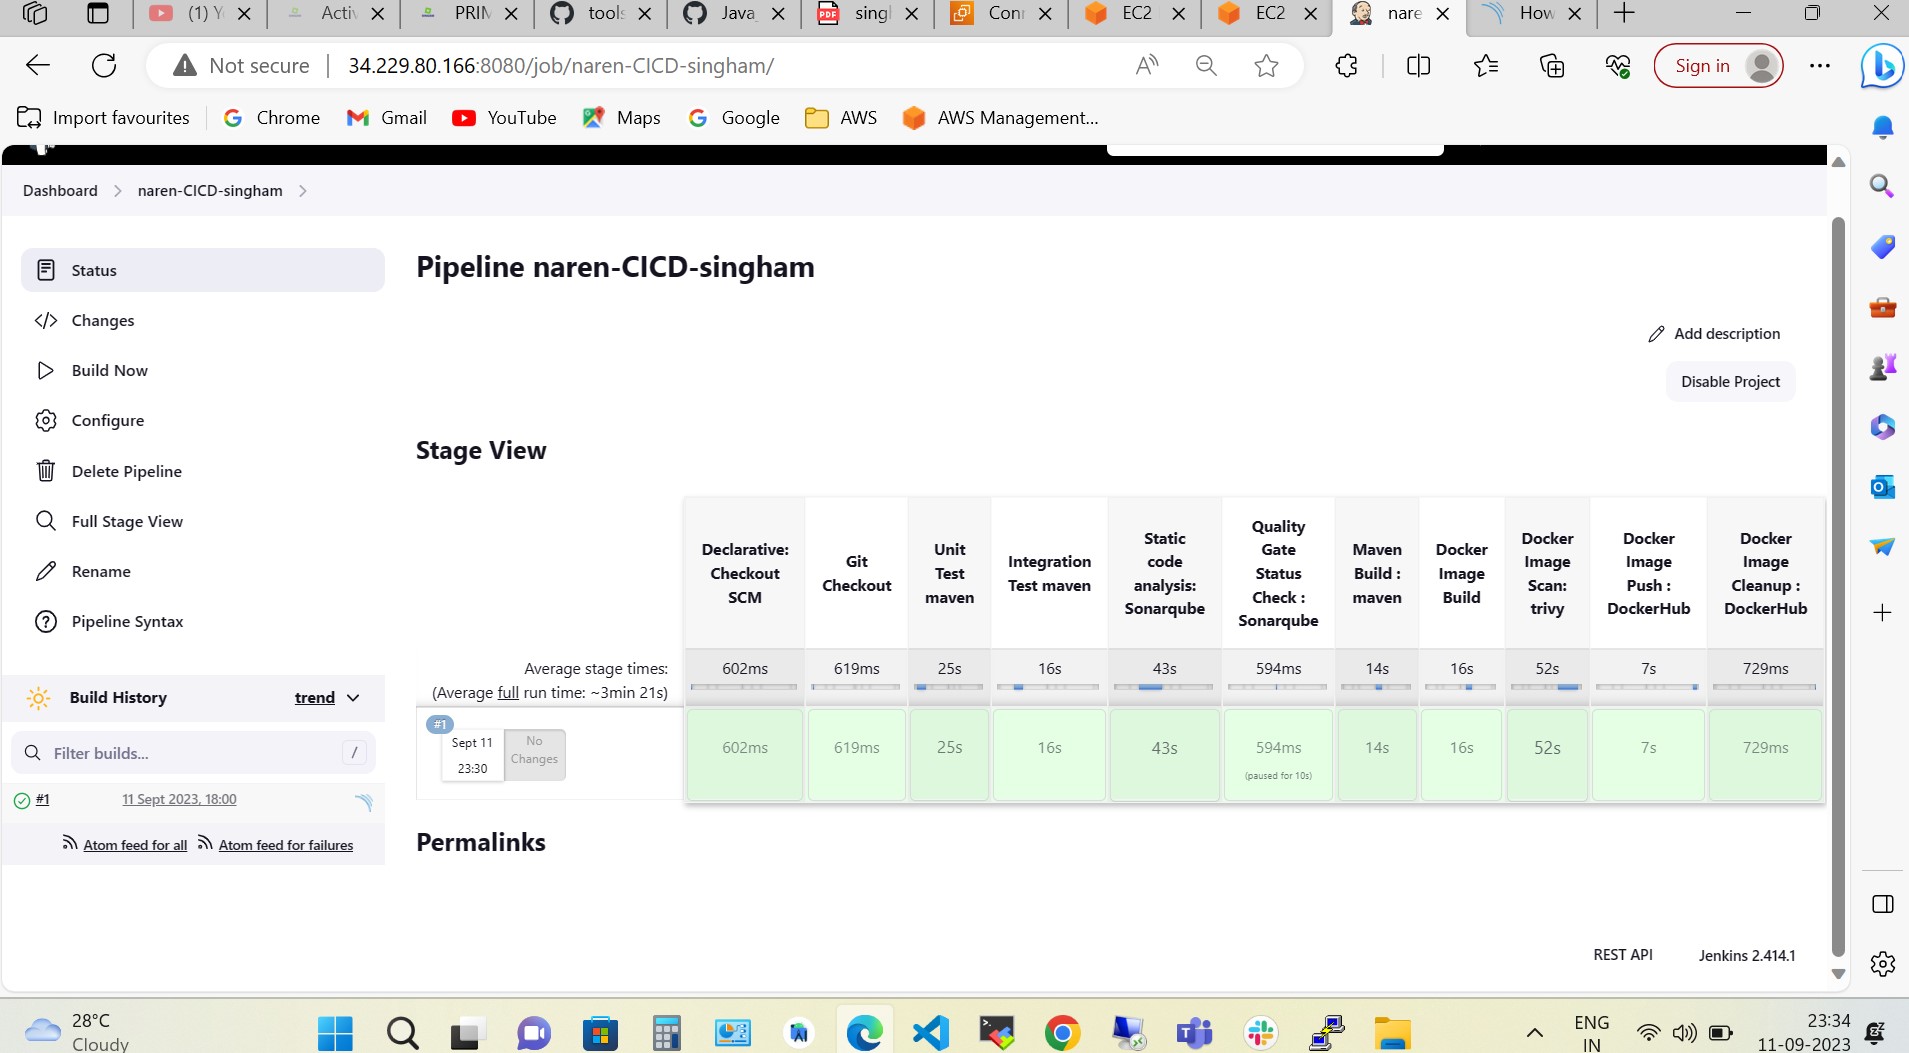 (1) Y
Activ
PRIM
tools
Java_
singl
Conn
EC2
EC2
nare
How
Not secure
34.229.80.166:8080/job/naren-CICD-singham/
Sign in
Import favourites
Chrome
Gmail
YouTube
Maps
Google
AWS
AWS Management...
Dashboard
naren-CICD-singham
Status
Changes
Build Now
Configure
Delete Pipeline
Full Stage View
Rename
Pipeline Syntax
Build History
trend
Filter builds...
/
#1
11 Sept 2023, 18:00
Atom feed for all
Atom feed for failures
Pipeline naren-CICD-singham
Add description
Disable Project
Stage View
Declarative:
Checkout
SCM
Git
Checkout
Unit
Test
maven
Integration
Test maven
Static
code
analysis:
Sonarqube
Quality
Gate
Status
Check :
Sonarqube
Maven
Build :
maven
Docker
Image
Build
Docker
Image
Scan:
trivy
Docker
Image
Push :
DockerHub
Docker
Image
Cleanup :
DockerHub
Average stage times:
(Average full run time: ~3min 21s)
602ms
619ms
25s
16s
43s
594ms
14s
16s
52s
7s
729ms
#1
Sept 11
23:30
No
Changes
602ms
619ms
25s
16s
43s
594ms
(paused for 10s)
14s
16s
52s
7s
729ms
Permalinks
REST API
Jenkins 2.414.1
28°C
Cloudy
ENG
IN
23:34
11-09-2023